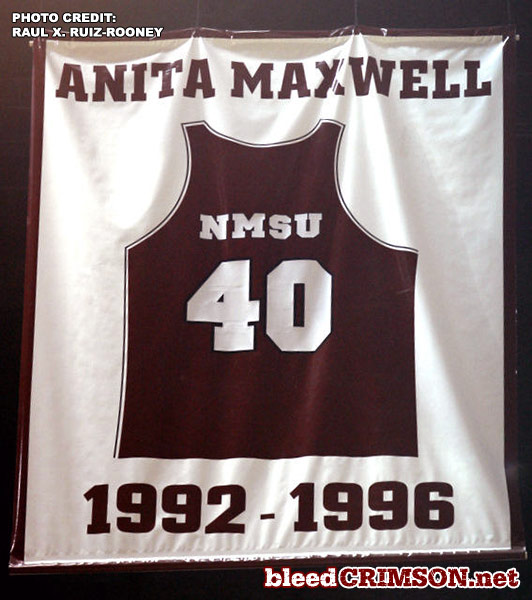 PHOTO CREDIT:
RAUL X. RUIZ-ROONEY
ANITA MAXWELL
NMSU
40
1992 - 1996
bleedCRIMSON.net